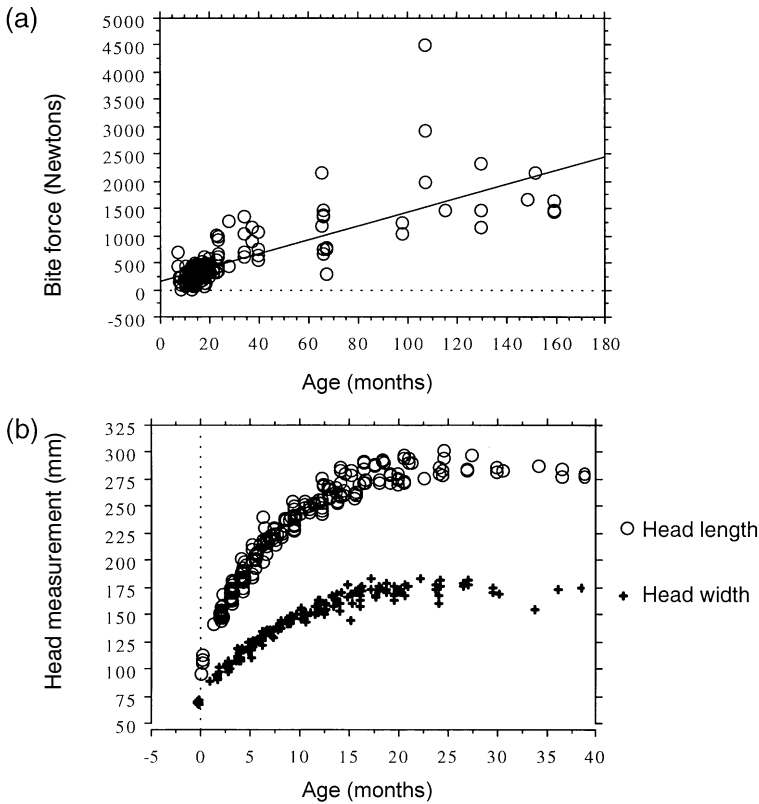 (a)
5000
4500
4000
3500
3000
2500
2000
1500
1000
500
0
-500
Bite force (Newtons)
0 20 40 60 80 100 120 140 160 180
Age (months)
(b)
325
300
275
250
225
200
175
150
125
100
75
50
Head measurement (mm)
Head length
Head width
-5 0 5 10 15 20 25 30 35 40
Age (months)